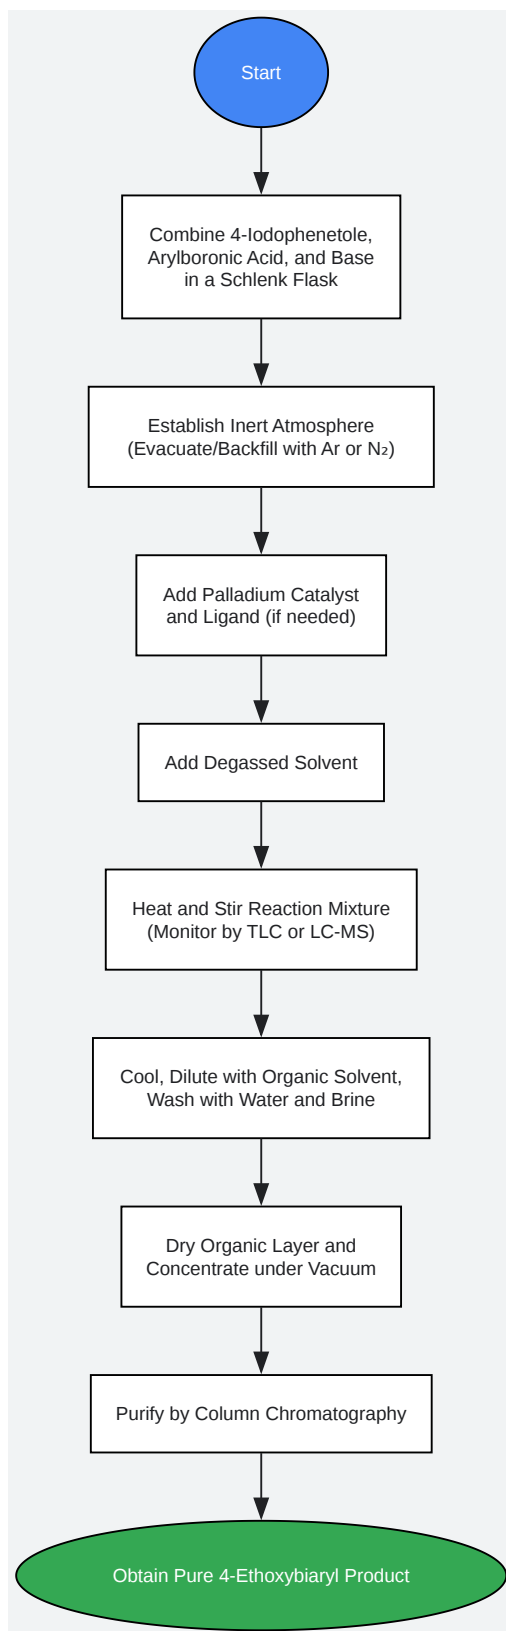 Start
Combine 4-Iodophenetole,
Arylboronic Acid, and Base
in a Schlenk Flask
Establish Inert Atmosphere
(Evacuate/Backfill with Ar or N₂)
Add Palladium Catalyst
and Ligand (if needed)
Add Degassed Solvent
Heat and Stir Reaction Mixture
(Monitor by TLC or LC-MS)
Cool, Dilute with Organic Solvent,
Wash with Water and Brine
Dry Organic Layer and
Concentrate under Vacuum
Purify by Column Chromatography
Obtain Pure 4-Ethoxybiaryl Product